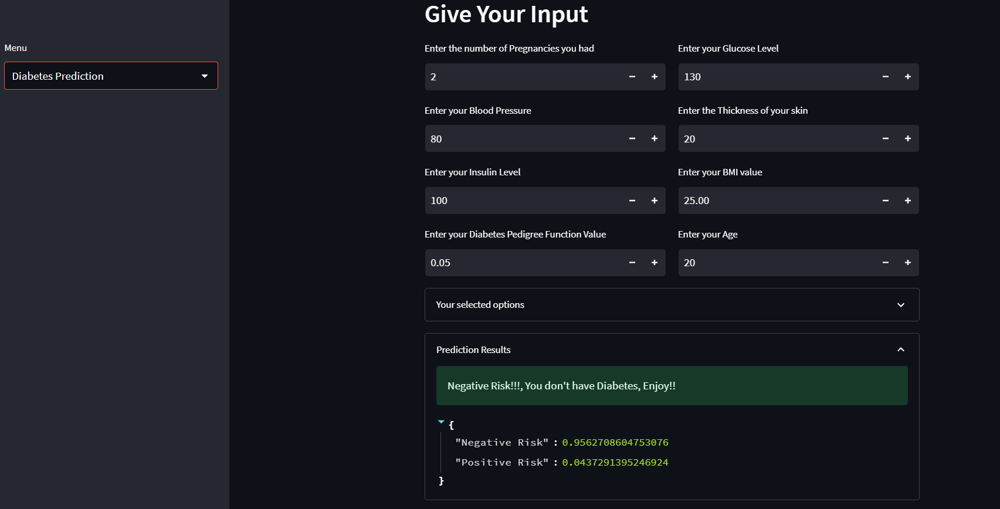 Menu
Diabetes Prediction
Give Your Input
Enter the number of Pregnancies you had
2
Enter your Glucose Level
130
Enter your Blood Pressure
80
Enter the Thickness of your skin
20
Enter your Insulin Level
100
Enter your BMI value
25.00
Enter your Diabetes Pedigree Function Value
0.05
Enter your Age
20
Your selected options
Prediction Results
Negative Risk!!!, You don't have Diabetes, Enjoy!!
{
"Negative Risk" : 0.9562708604753076
"Positive Risk" : 0.0437291395246924
}